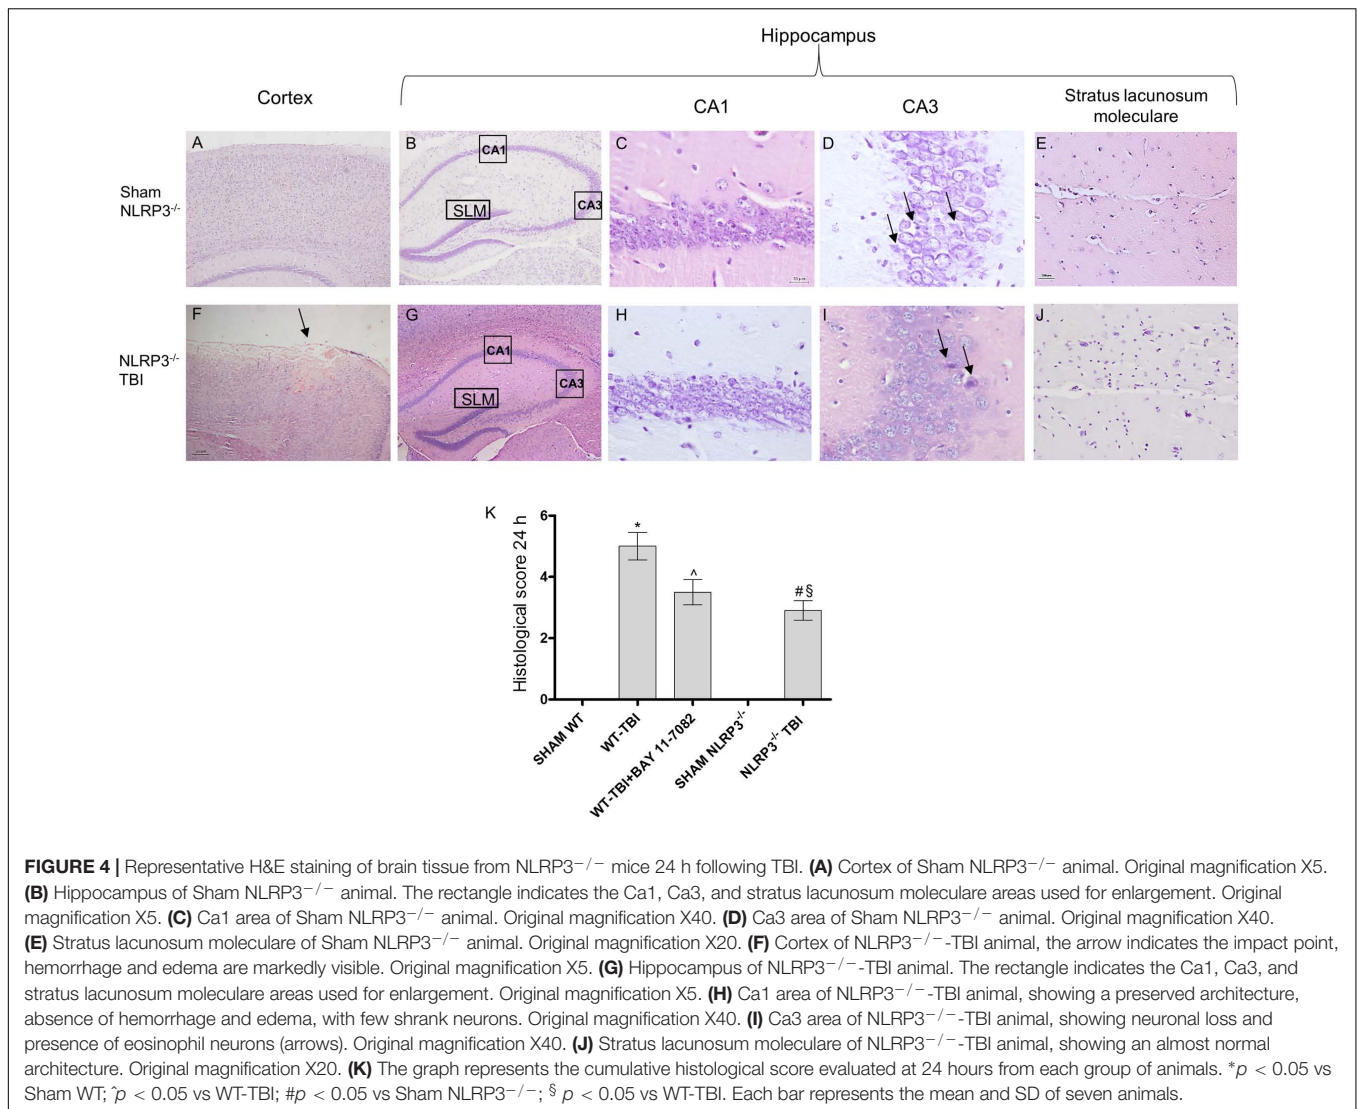 Hippocampus
Cortex
CA1
CA3
Stratus lacunosum
moleculare
Sham
NLRP3-/-
A
B
CA1
SLM
CA3
C
D
E
NLRP3-/-
TBI
F
G
CA1
CA3
SLM
H
I
J
K
Histological score 24 h
6
4
2
0
*
^
#§
SHAM WT
WT-TBI
WT-TBI+BAY 11-7082
SHAM NLRP3-/-
NLRP3-/- TBI
FIGURE 4 | Representative H&E staining of brain tissue from NLRP3−/− mice 24 h following TBI. (A) Cortex of Sham NLRP3−/− animal. Original magnification X5.
(B) Hippocampus of Sham NLRP3−/− animal. The rectangle indicates the Ca1, Ca3, and stratus lacunosum moleculare areas used for enlargement. Original
magnification X5. (C) Ca1 area of Sham NLRP3−/− animal. Original magnification X40. (D) Ca3 area of Sham NLRP3−/− animal. Original magnification X40.
(E) Stratus lacunosum moleculare of Sham NLRP3−/− animal. Original magnification X20. (F) Cortex of NLRP3−/−-TBI animal, the arrow indicates the impact point,
hemorrhage and edema are markedly visible. Original magnification X5. (G) Hippocampus of NLRP3−/−-TBI animal. The rectangle indicates the Ca1, Ca3, and
stratus lacunosum moleculare areas used for enlargement. Original magnification X5. (H) Ca1 area of NLRP3−/−-TBI animal, showing a preserved architecture,
absence of hemorrhage and edema, with few shrank neurons. Original magnification X40. (I) Ca3 area of NLRP3−/−-TBI animal, showing neuronal loss and
presence of eosinophil neurons (arrows). Original magnification X40. (J) Stratus lacunosum moleculare of NLRP3−/−-TBI animal, showing an almost normal
architecture. Original magnification X20. (K) The graph represents the cumulative histological score evaluated at 24 hours from each group of animals. *p < 0.05 vs
Sham WT; ˆp < 0.05 vs WT-TBI; #p < 0.05 vs Sham NLRP3−/−; § p < 0.05 vs WT-TBI. Each bar represents the mean and SD of seven animals.